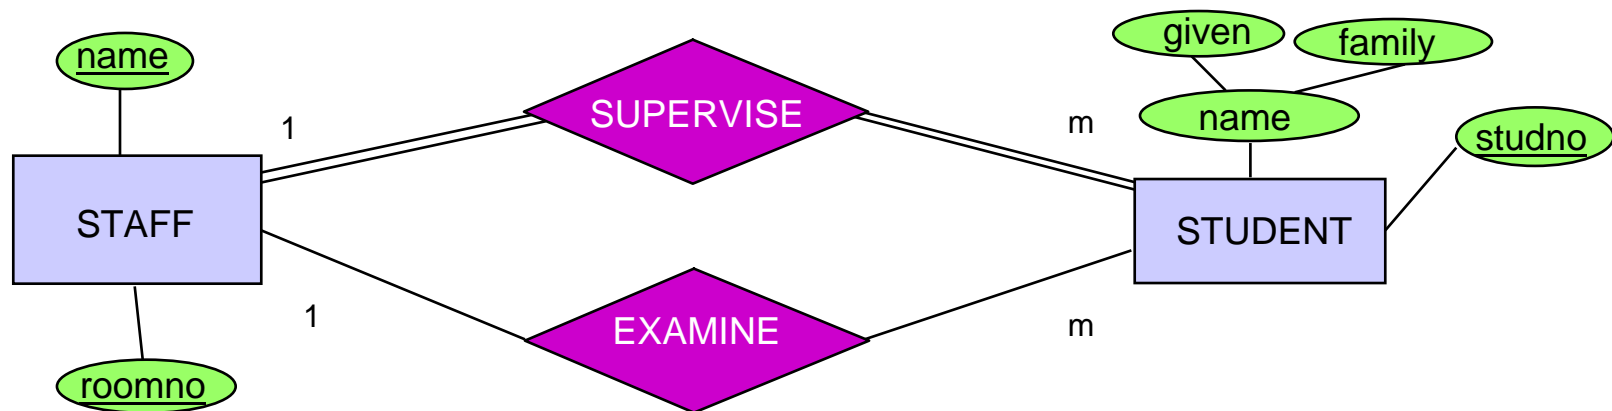 given
family
name
SUPERVISE
1
m
name
studno
STAFF
STUDENT
1
EXAMINE
m
roomno